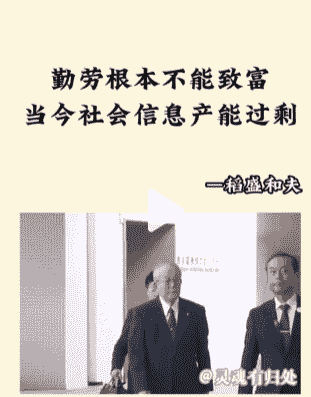 勤劳根本不能致富
当今社会信息产能过剩
—稻盛和夫
@灵魂有归处